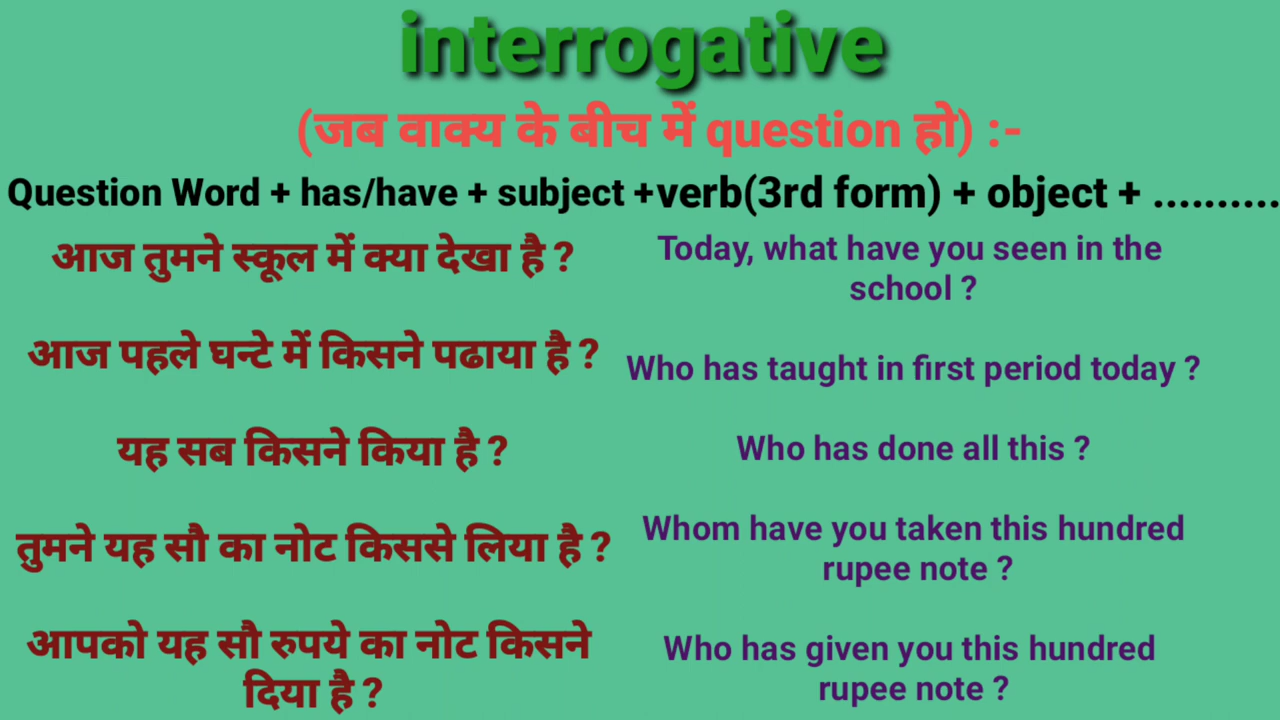 interrogative
(जब वाक्य के बीच में question हो) :-
Question Word + has/have + subject +verb(3rd form) + object + ..........
आज तुमने स्कूल में क्या देखा है ?
Today, what have you seen in the
school ?
आज पहले घन्टे में किसने पढाया है ?
Who has taught in first period today ?
यह सब किसने किया है ?
Who has done all this ?
तुमने यह सौ का नोट किससे लिया है ?
Whom have you taken this hundred
rupee note ?
आपको यह सौ रुपये का नोट किसने
दिया है ?
Who has given you this hundred
rupee note ?